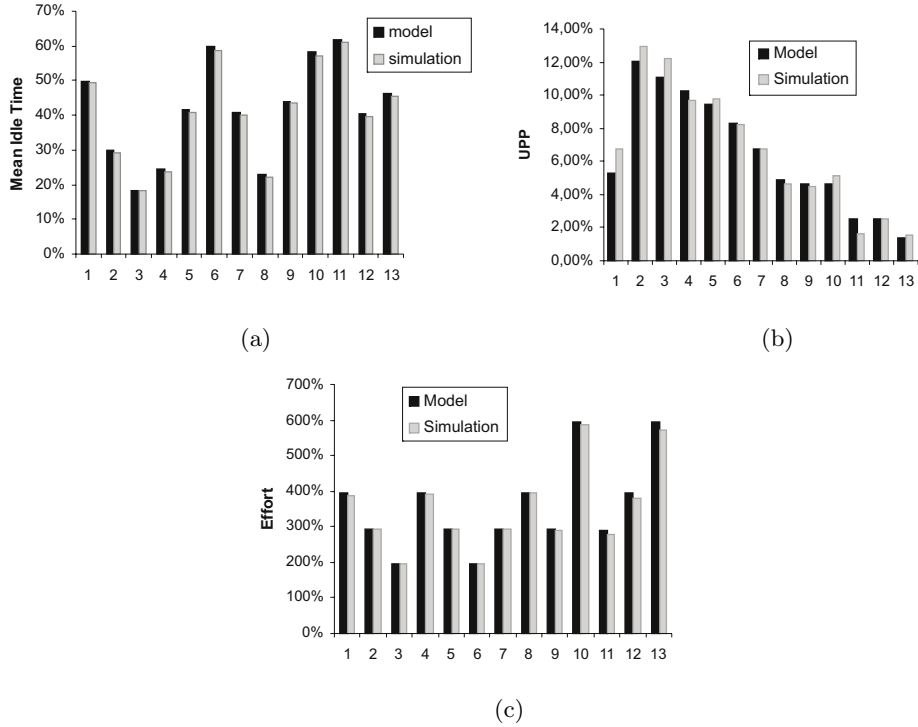 70%
60%
50%
40%
30%
20%
10%
0%
Mean Idle Time
model
simulation
1 2 3 4 5 6 7 8 9 10 11 12 13
(a)
14,00%
12,00%
10,00%
8,00%
6,00%
4,00%
2,00%
0,00%
UPP
Model
Simulation
1 2 3 4 5 6 7 8 9 10 11 12 13
(b)
700%
600%
500%
400%
300%
200%
100%
0%
Effort
Model
Simulation
1 2 3 4 5 6 7 8 9 10 11 12 13
(c)